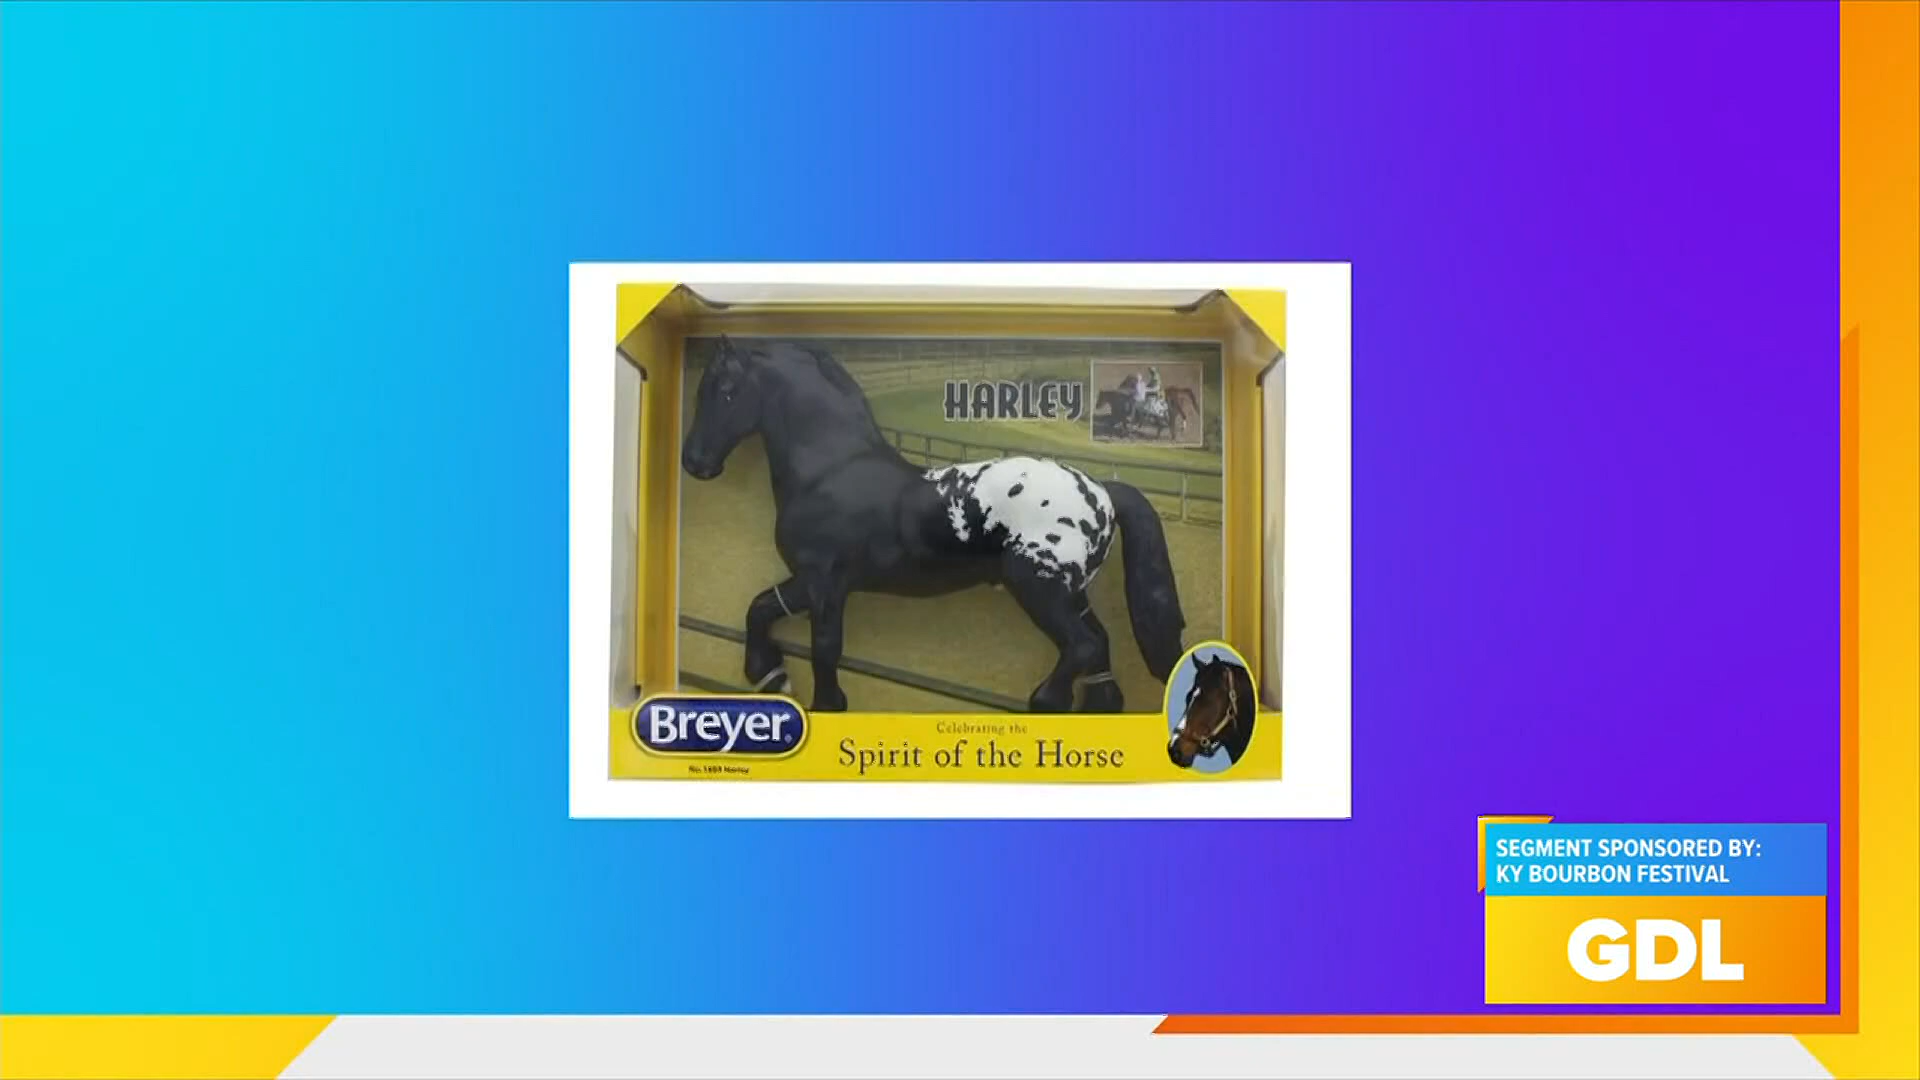 HARLEY
Breyer
Celebrating the
Spirit of the Horse
SEGMENT SPONSORED BY:
KY BOURBON FESTIVAL
GDL